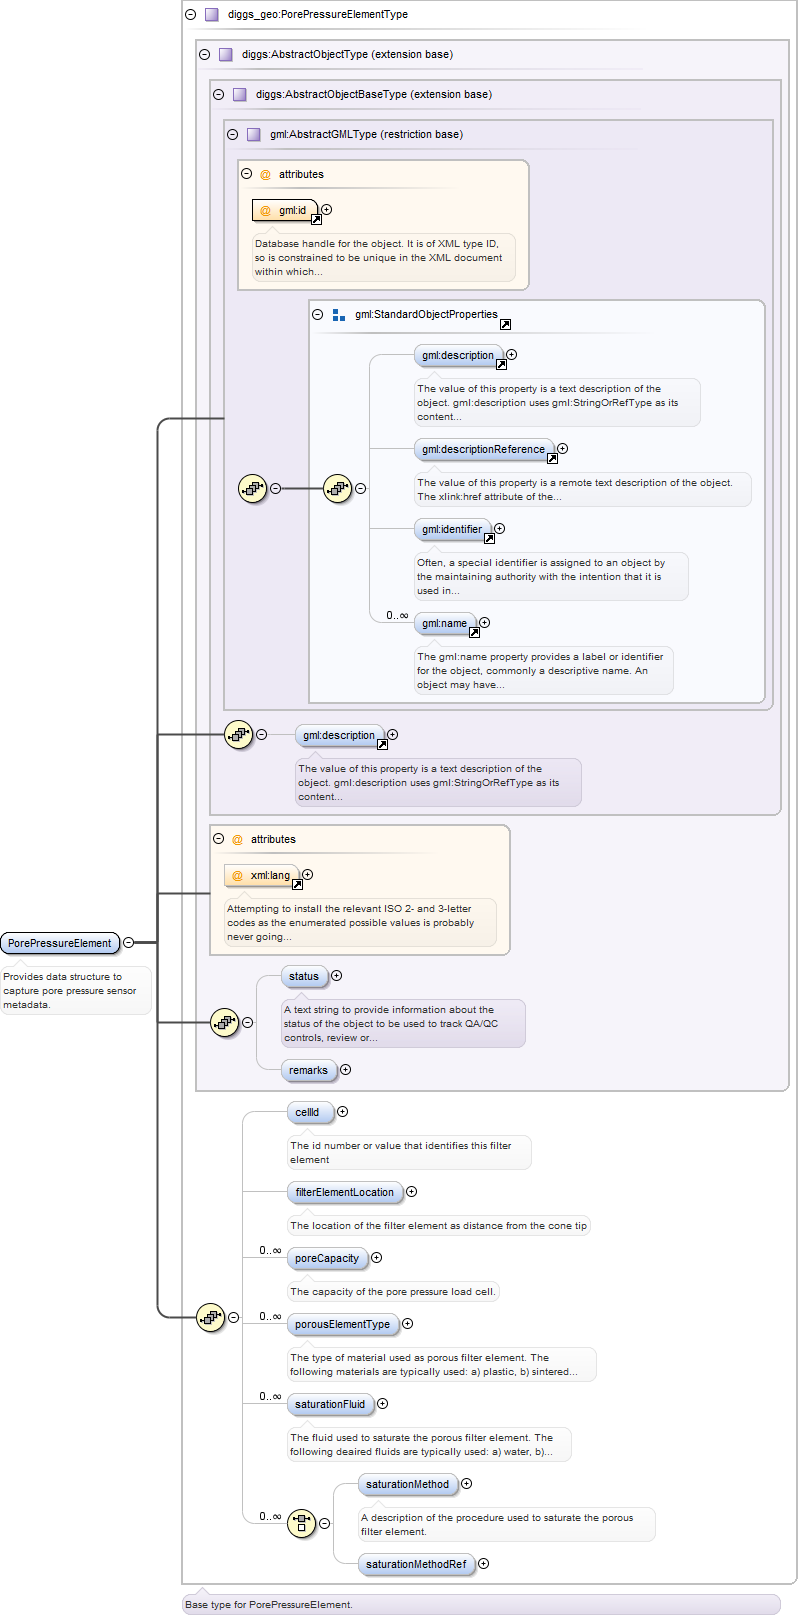 diggs_geo:PorePressureElementType
diggs:AbstractObjectType (extension base)
diggs:AbstractObjectBaseType (extension base)
gml:AbstractGMLType (restriction base)
@ attributes
@ gml:id
Database handle for the object. It is of XML type ID,
so is constrained to be unique in the XML document
within which...
gml:StandardObjectProperties
gml:description
The value of this property is a text description of the
object. gml:description uses gml:StringOrRefType as its
content...
gml:descriptionReference
The value of this property is a remote text description of the object.
The xlink:href attribute of the...
gml:identifier
Often, a special identifier is assigned to an object by
the maintaining authority with the intention that it is
used in...
0..∞
gml:name
The gml:name property provides a label or identifier
for the object, commonly a descriptive name. An
object may have...
gml:description
The value of this property is a text description of the
object. gml:description uses gml:StringOrRefType as its
content...
@ attributes
@ xml:lang
Attempting to install the relevant ISO 2- and 3-letter
codes as the enumerated possible values is probably
never going...
PorePressureElement
Provides data structure to
capture pore pressure sensor
metadata.
status
A text string to provide information about the
status of the object to be used to track QA/QC
controls, review or...
remarks
cellId
The id number or value that identifies this filter
element
filterElementLocation
The location of the filter element as distance from the cone tip
0..∞
poreCapacity
The capacity of the pore pressure load cell.
0..∞
porousElementType
The type of material used as porous filter element. The
following materials are typically used: a) plastic, b) sintered...
0..∞
saturationFluid
The fluid used to saturate the porous filter element. The
following deaired fluids are typically used: a) water, b)...
0..∞
saturationMethod
A description of the procedure used to saturate the porous
filter element.
saturationMethodRef
Base type for PorePressureElement.